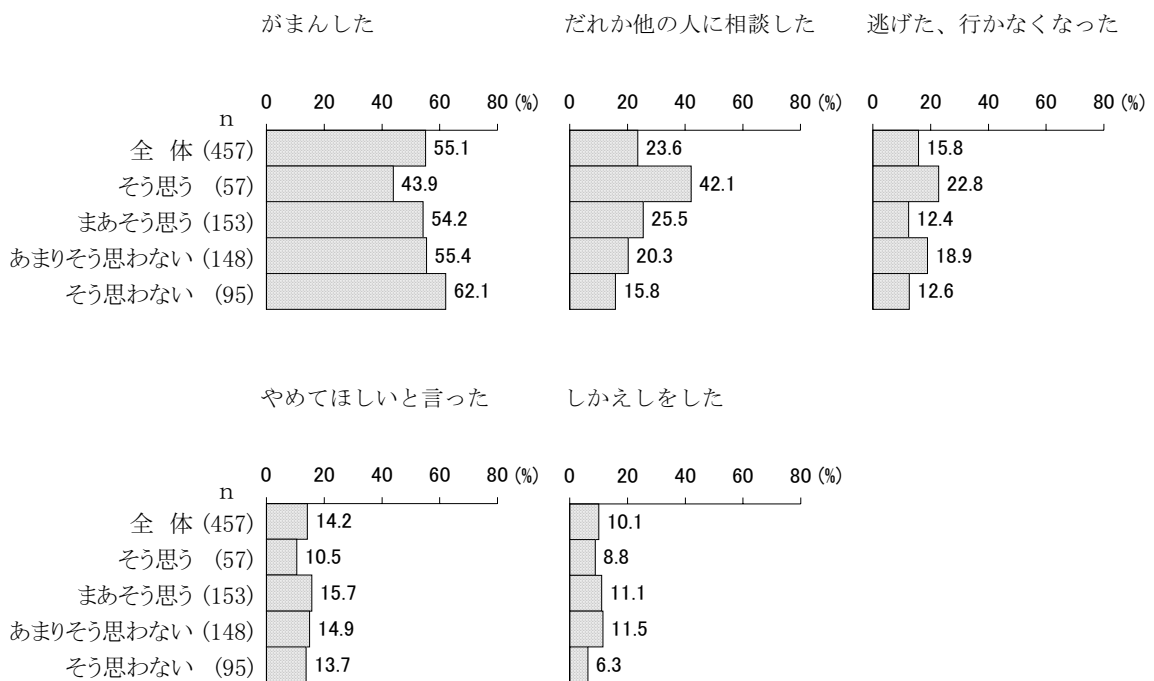 がまんした だれか他の人に相談した 逃げた、行かなくなった
0 20 40 60 80 (%) 0 20 40 60 80 (%) 0 20 40 60 80 (%)
n
全 体 (457) 55.1 23.6 15.8
そう思う (57) 43.9 42.1 22.8
まあそう思う (153) 54.2 25.5 12.4
あまりそう思わない (148) 55.4 20.3 18.9
そう思わない (95) 62.1 15.8 12.6
やめてほしいと言った しかえしをした
0 20 40 60 80 (%) 0 20 40 60 80 (%)
n
全 体 (457) 14.2 10.1
そう思う (57) 10.5 8.8
まあそう思う (153) 15.7 11.1
あまりそう思わない (148) 14.9 11.5
そう思わない (95) 13.7 6.3